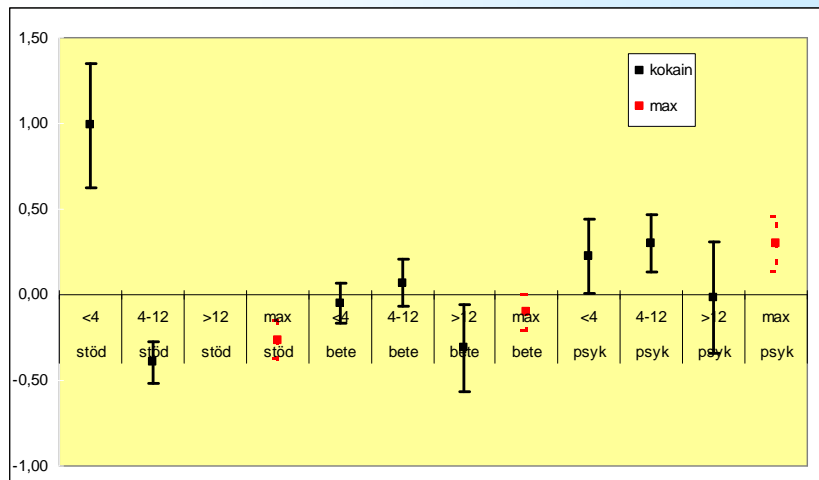 1,50
kokain
max
1,00
0,50
0,00
<4 4-12 >12 max <4 4-12 >12 max <4 4-12 >12 max
stöd stöd stöd stöd bete bete bete bete psyk psyk psyk psyk
-0,50
-1,00